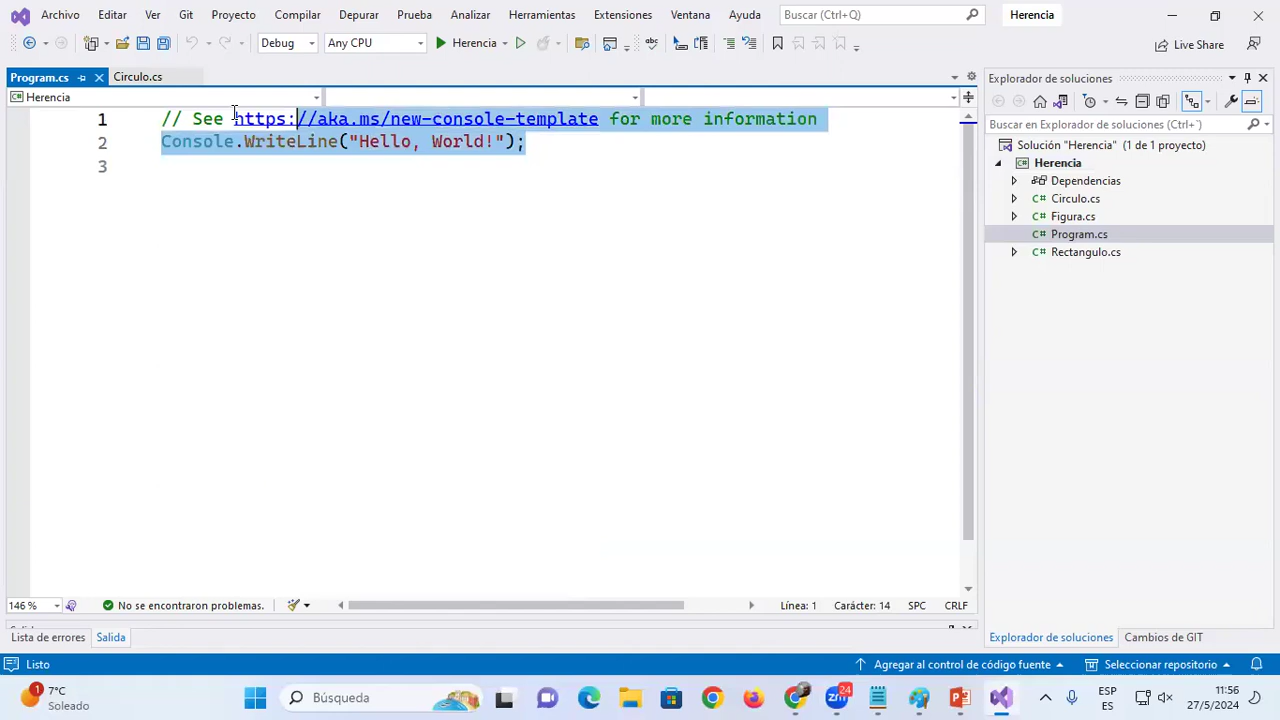 Archivo Editar Ver Git Proyecto Compilar Depurar Prueba Analizar Herramientas Extensiones Ventana Ayuda Buscar (Ctrl+Q) Herencia
Debug Any CPU Herencia Live Share
Program.cs Circulo.cs
Herencia
1 // See https://aka.ms/new-console-template for more information
2 Console.WriteLine("Hello, World!");
3
Explorador de soluciones
Buscar en Explorador de soluciones (Ctrl+`)
Solución "Herencia" (1 de 1 proyecto)
Herencia
Dependencias
C# Circulo.cs
C# Figura.cs
C# Program.cs
C# Rectangulo.cs
146 % No se encontraron problemas. Línea: 1 Carácter: 14 SPC CRLF
Lista de errores Salida
Explorador de soluciones Cambios de GIT
Listo Agregar al control de código fuente Seleccionar repositorio
1 7°C Soleado
Búsqueda
24
ESP ES
11:56
27/5/2024